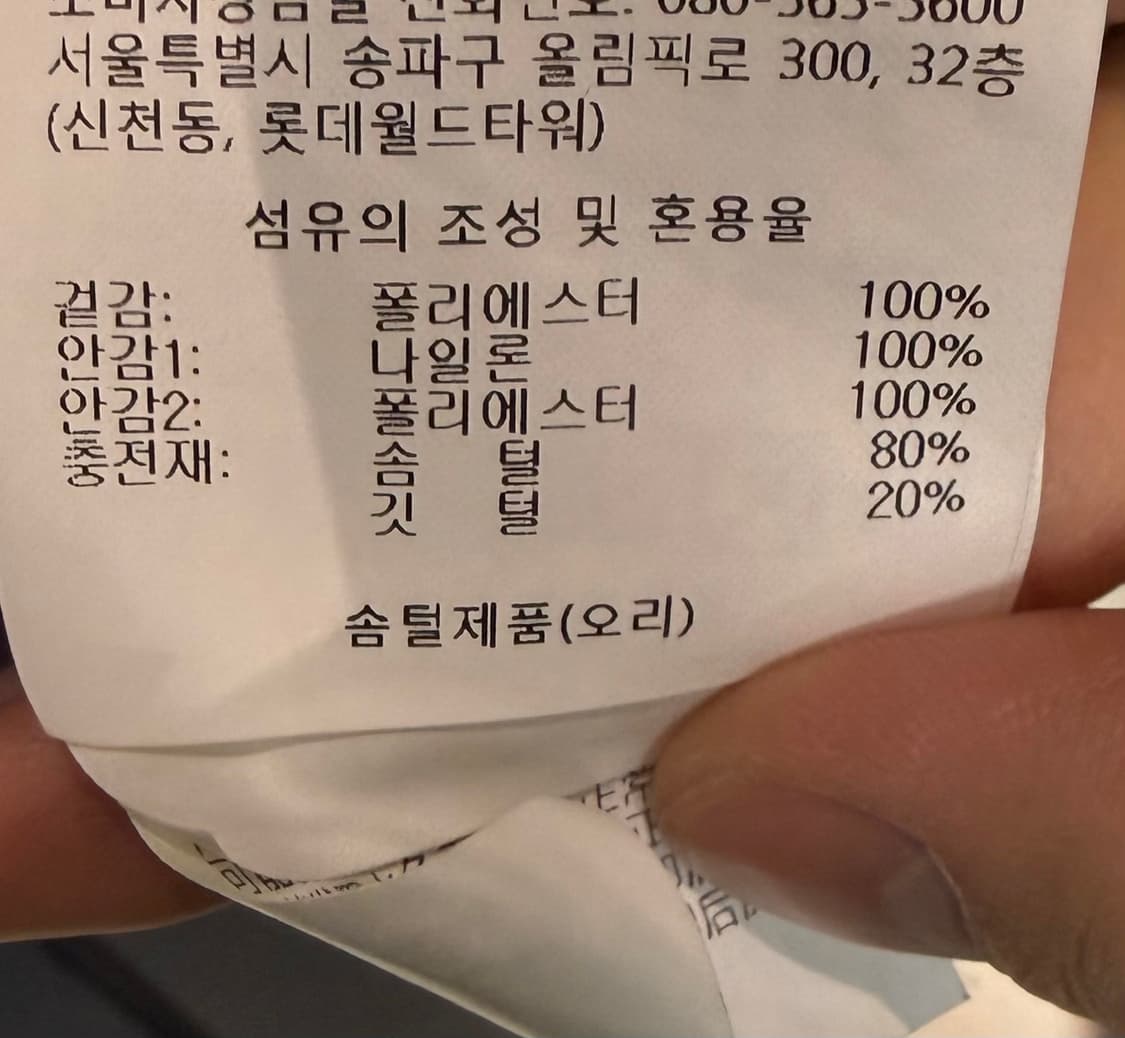 서울특별시 송파구 올림픽로 300, 32층
(신천동, 롯데월드타워)
섬유의 조성 및 혼용율
겉감: 폴리에스터 100%
안감1: 나일론 100%
안감2: 폴리에스터 100%
충전재: 솜 털 80%
깃 털 20%
솜털제품(오리)